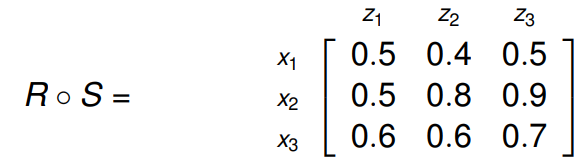 z1 z2 z3
x1 0.5 0.4 0.5
R ∘ S = x2 0.5 0.8 0.9
x3 0.6 0.6 0.7